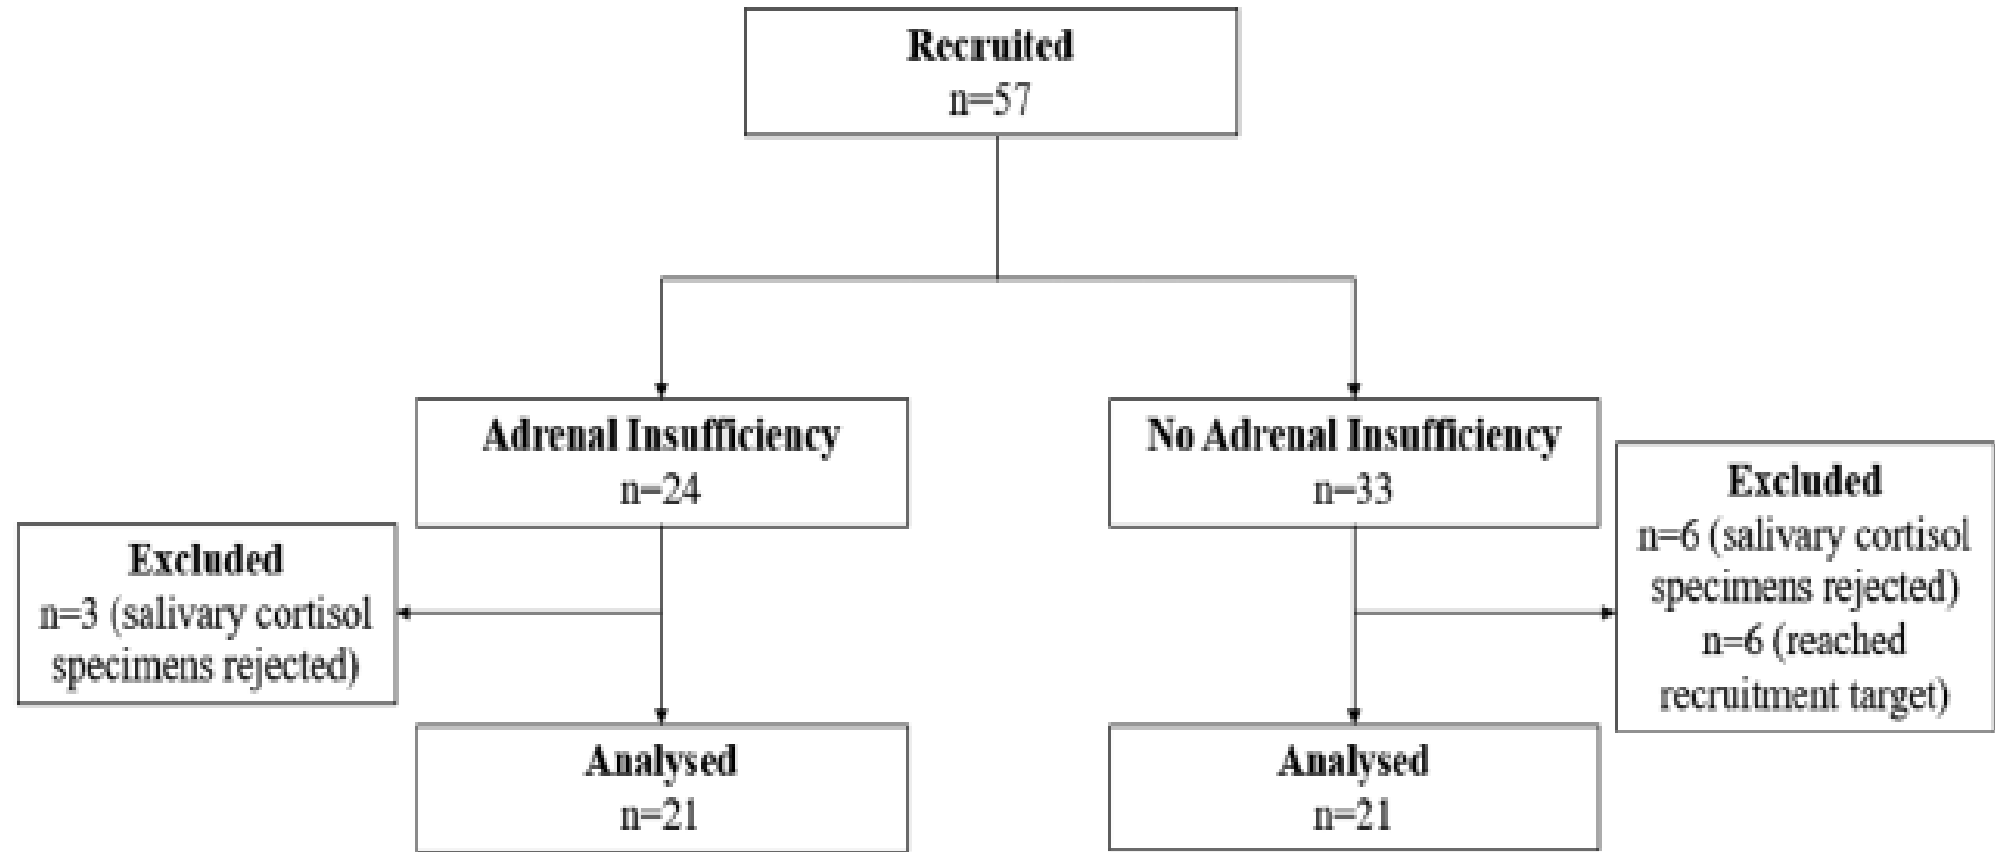 Recruited
n=57
Adrenal Insufficiency
n=24
No Adrenal Insufficiency
n=33
Excluded
n=3 (salivary cortisol
specimens rejected)
Excluded
n=6 (salivary cortisol
specimens rejected)
n=6 (reached
recruitment target)
Analysed
n=21
Analysed
n=21